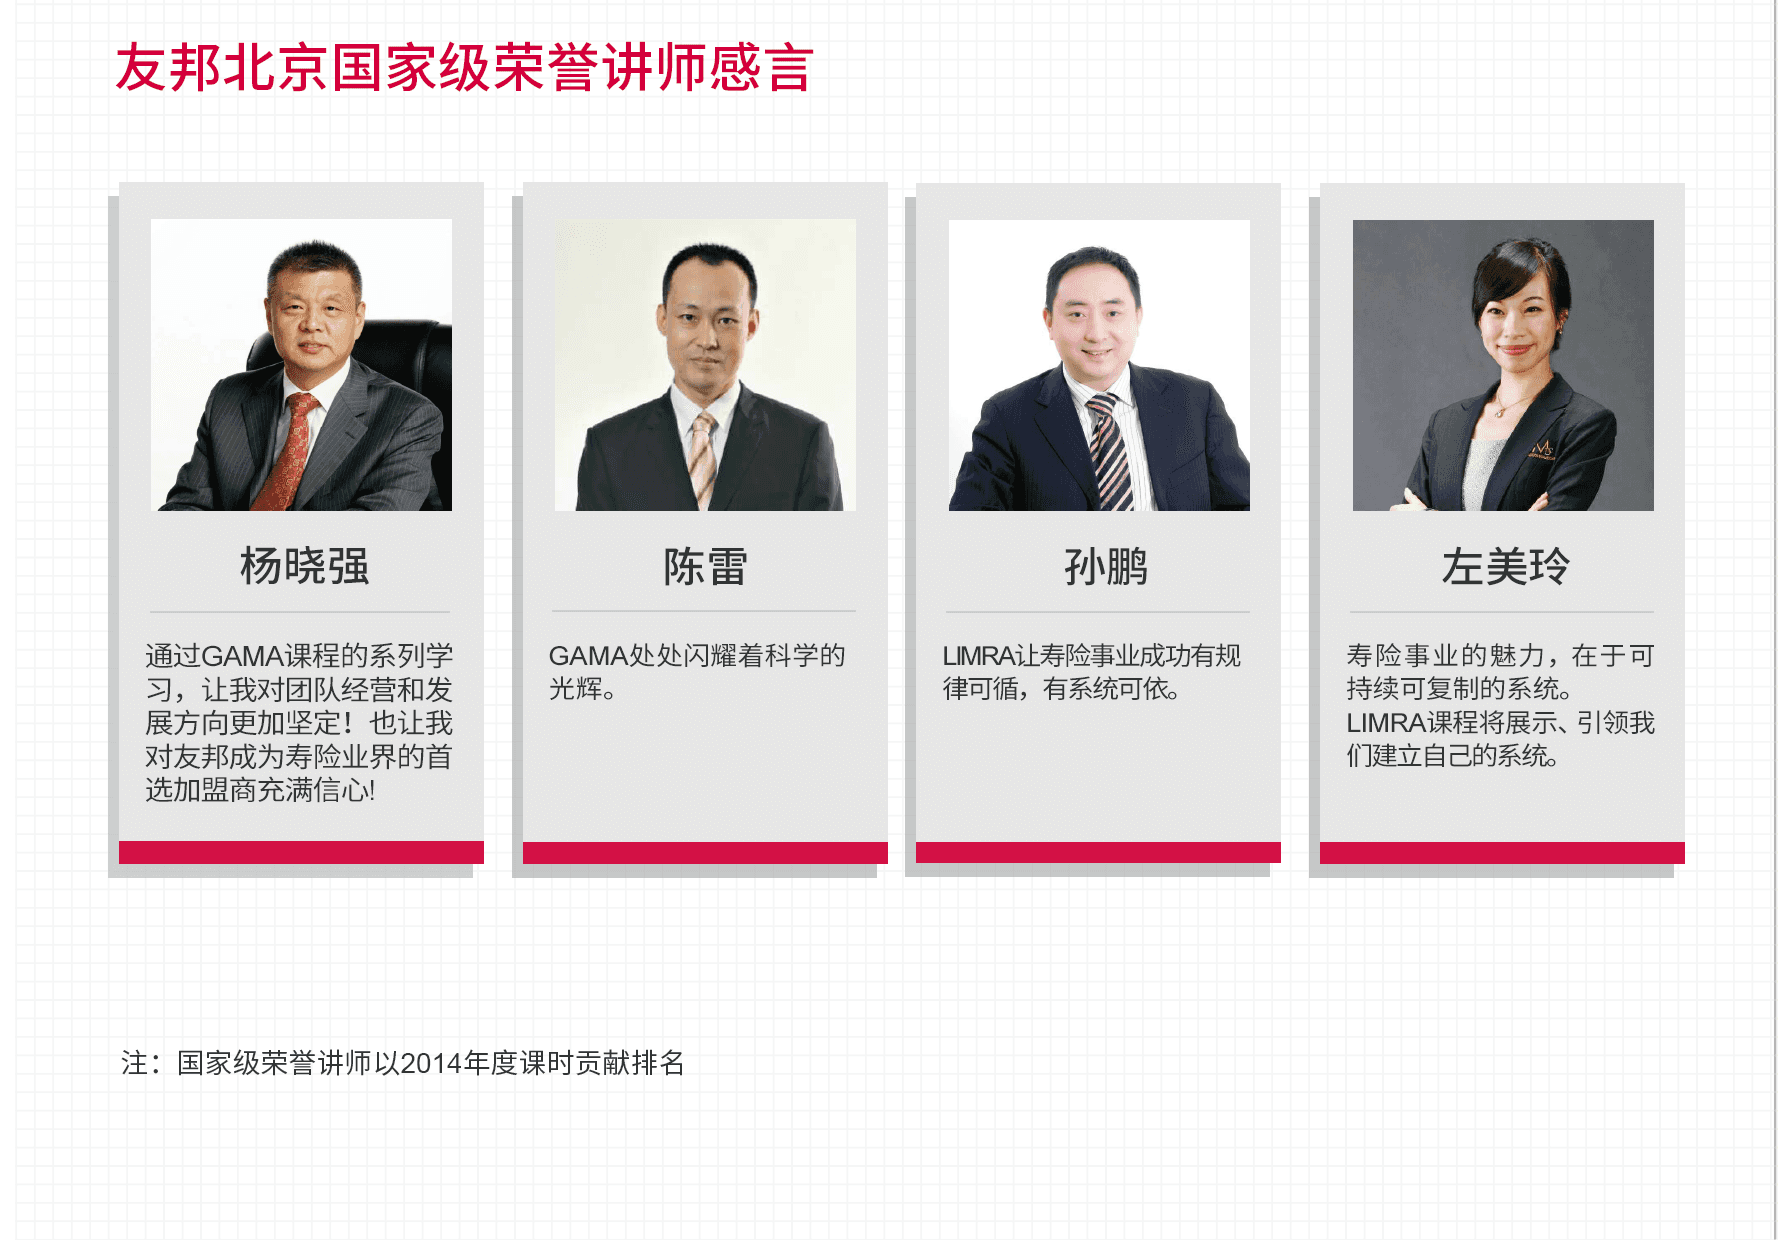 友邦北京国家级荣誉讲师感言
杨晓强
通过GAMA课程的系列学
习，让我对团队经营和发
展方向更加坚定！也让我
对友邦成为寿险业界的首
选加盟商充满信心!
陈雷
GAMA处处闪耀着科学的
光辉。
孙鹏
LIMRA让寿险事业成功有规
律可循，有系统可依。
左美玲
寿险事业的魅力，在于可
持续可复制的系统。
LIMRA课程将展示、引领我
们建立自己的系统。
注：国家级荣誉讲师以2014年度课时贡献排名